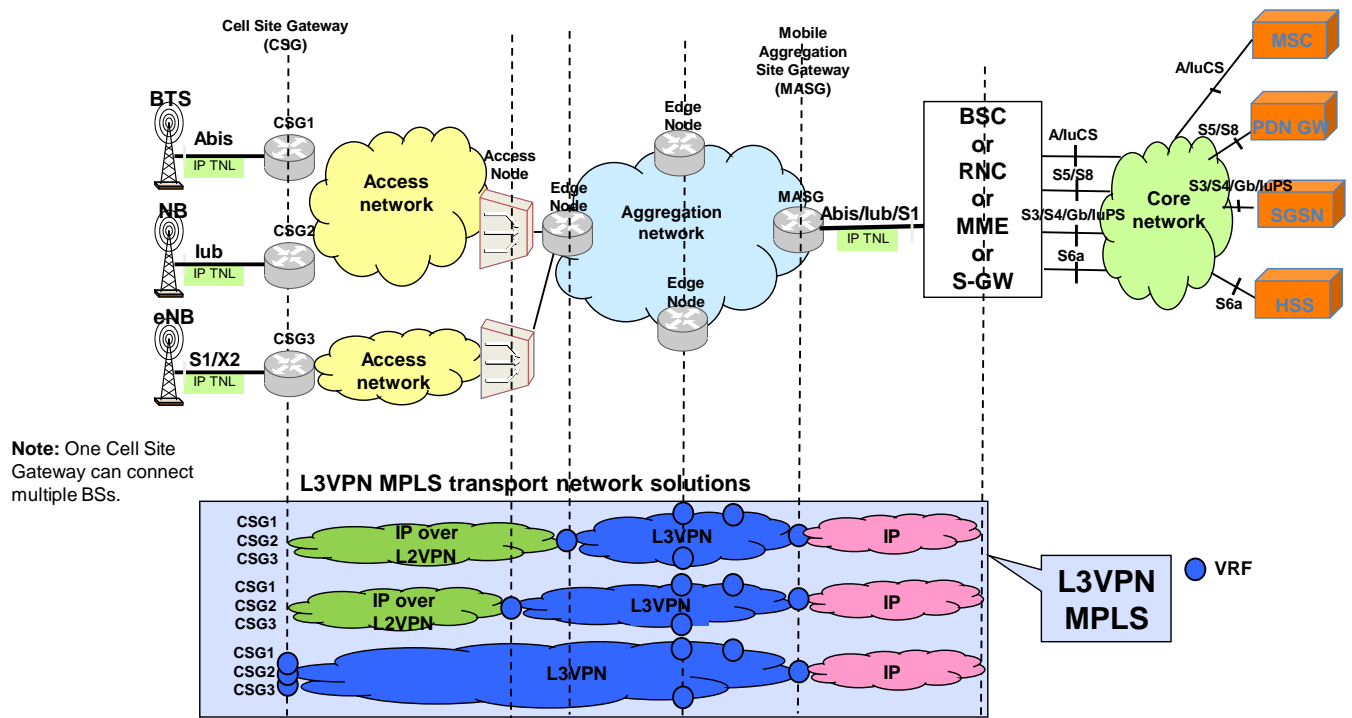 Cell Site Gateway
(CSG)
Mobile
Aggregation
Site Gateway
(MASG)
MSC
A/IuCS
BTS
CSG1
Abis
IP TNL
Edge
Node
BSC
or
RNC
or
MME
or
S-GW
A/IuCS
S5/S8
S3/S4/Gb/IuPS
S6a
S5/S8
PDN GW
Access
network
Access
Node
Edge
Node
Aggregation
network
MASG
Abis/Iub/S1
IP TNL
Core
network
S3/S4/Gb/IuPS
SGSN
NB
CSG2
Iub
IP TNL
Edge
Node
S6a
HSS
eNB
CSG3
S1/X2
IP TNL
Access
network
Note: One Cell Site
Gateway can connect
multiple BSs.
L3VPN MPLS transport network solutions
CSG1
CSG2
CSG3
IP over
L2VPN
L3VPN
IP
CSG1
CSG2
CSG3
IP over
L2VPN
L3VPN
IP
CSG1
CSG2
CSG3
L3VPN
IP
L3VPN
MPLS
VRF